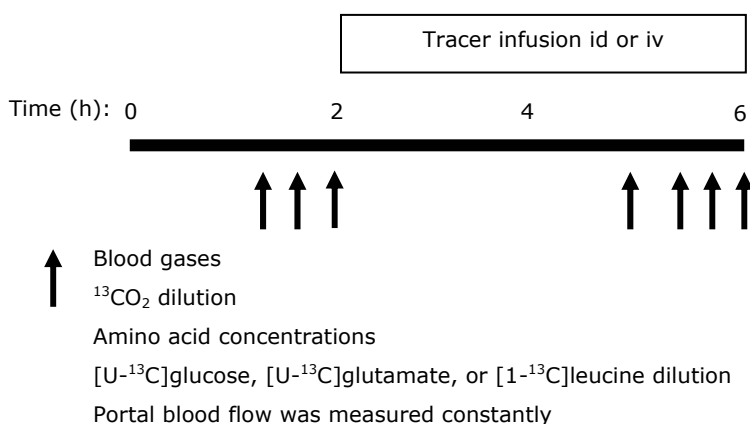 Tracer infusion id or iv
Time (h): 0 2 4 6
Blood gases
¹³CO₂ dilution
Amino acid concentrations
[U-¹³C]glucose, [U-¹³C]glutamate, or [1-¹³C]leucine dilution
Portal blood flow was measured constantly